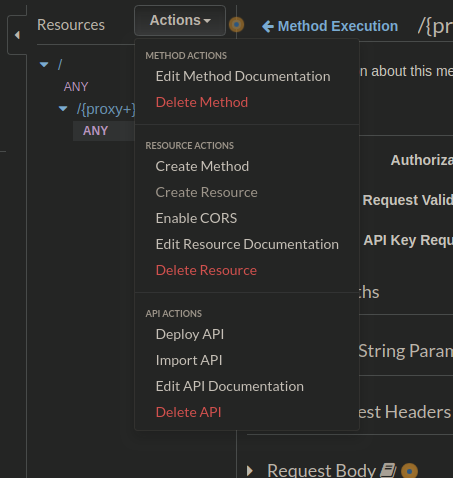 Resources
Actions
Method Execution
/{pro
METHOD ACTIONS
Edit Method Documentation
Delete Method
RESOURCE ACTIONS
Create Method
Create Resource
Enable CORS
Edit Resource Documentation
Delete Resource
API ACTIONS
Deploy API
Import API
Edit API Documentation
Delete API
/
ANY
/{proxy+}
ANY
n about this me
Authoriza
Request Valid
API Key Requ
ths
String Param
est Headers
Request Body